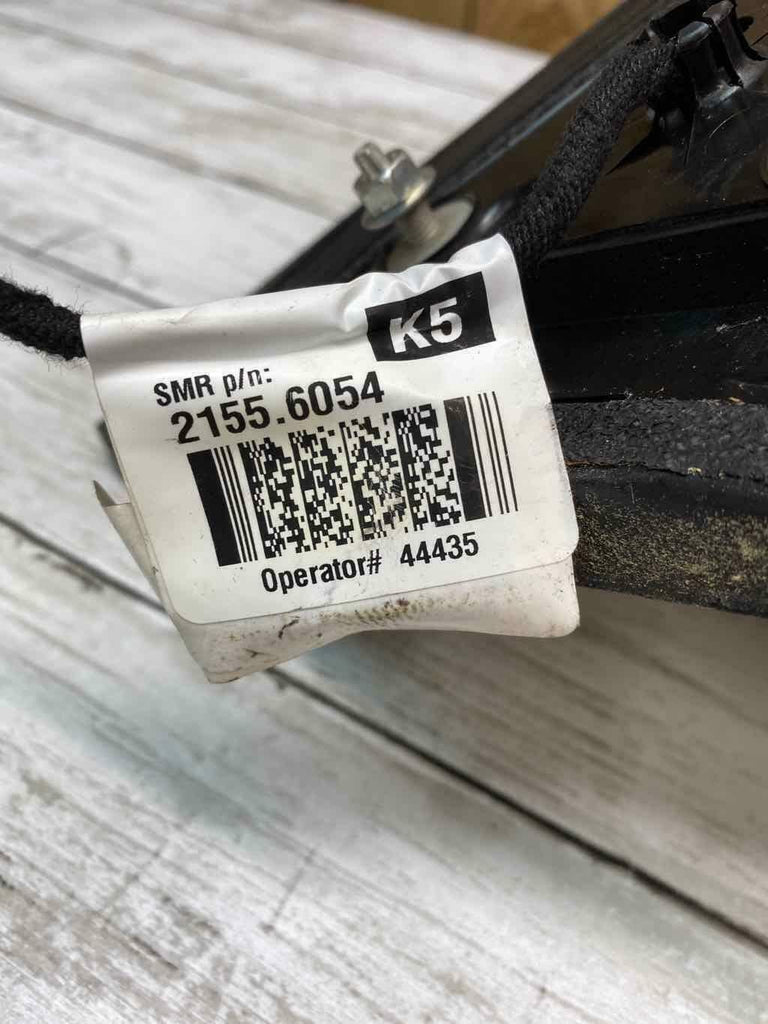 K5
SMR p/n:
2155.6054
Operator# 44435